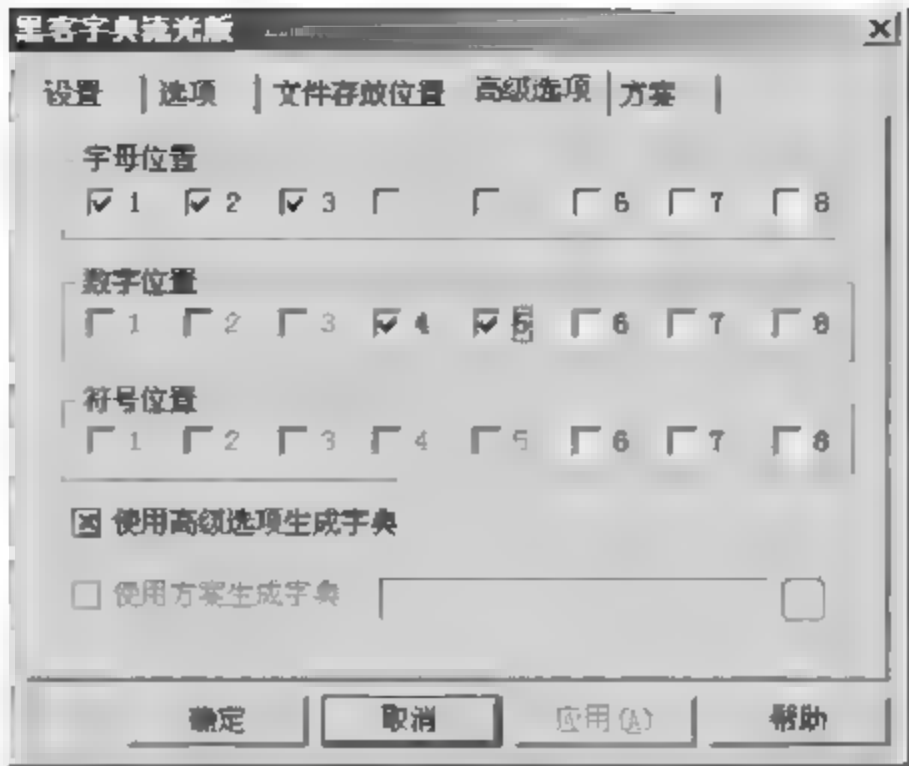 黑客字典流光版
设置 选项 文件存放位置 高级选项 方案
字母位置
1 2 3 6 7 8
数字位置
1 2 3 4 5 6 7 8
符号位置
1 2 3 4 5 6 7 8
使用高级选项生成字典
使用方案生成字典
确定 取消 应用(A) 帮助